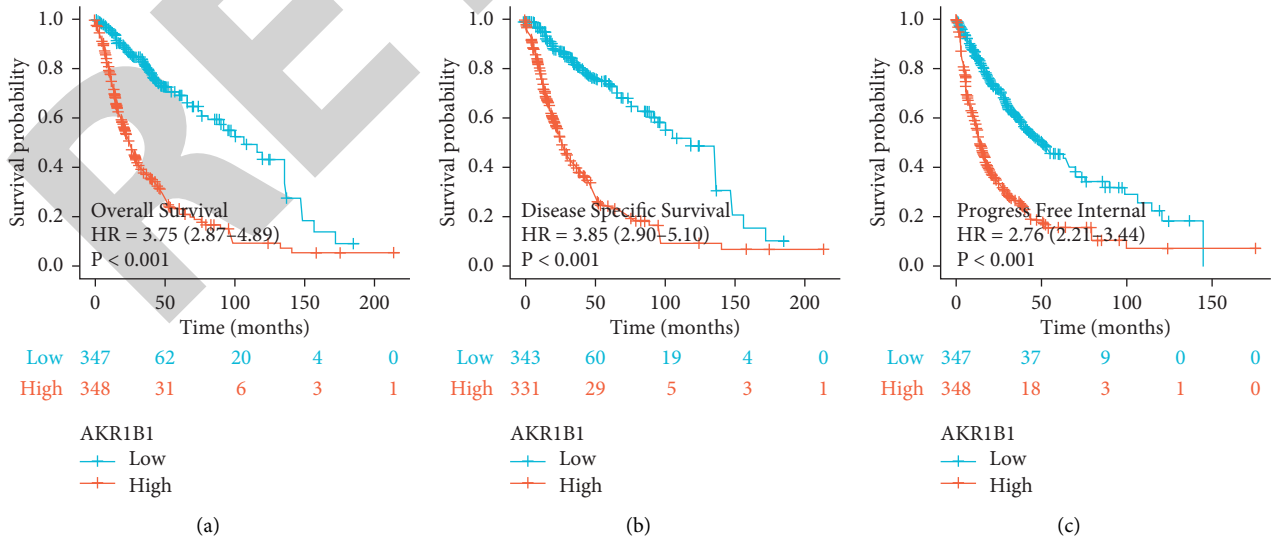 RE
1.0
0.8
0.6
0.4
0.2
0.0
Survival probability
Overall Survival
HR = 3.75 (2.87–4.89)
P < 0.001
0 50 100 150 200
Time (months)
Low 347 62 20 4 0
High 348 31 6 3 1
AKR1B1
Low
High
(a)
1.0
0.8
0.6
0.4
0.2
0.0
Survival probability
Disease Specific Survival
HR = 3.85 (2.90–5.10)
P < 0.001
0 50 100 150 200
Time (months)
Low 343 60 19 4 0
High 331 29 5 3 1
AKR1B1
Low
High
(b)
1.0
0.8
0.6
0.4
0.2
0.0
Survival probability
Progress Free Internal
HR = 2.76 (2.21–3.44)
P < 0.001
0 50 100 150
Time (months)
Low 347 37 9 0 0
High 348 18 3 1 0
AKR1B1
Low
High
(c)